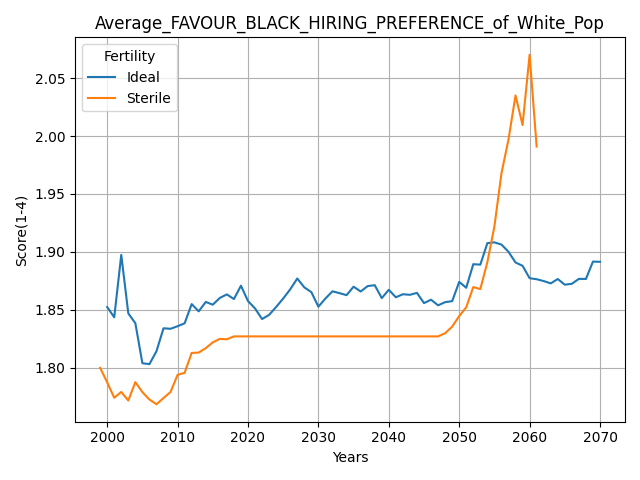 Average_FAVOUR_BLACK_HIRING_PREFERENCE_of_White_Pop
Fertility
Ideal
Sterile
2.05
2.00
1.95
1.90
1.85
1.80
Score(1-4)
2000 2010 2020 2030 2040 2050 2060 2070
Years